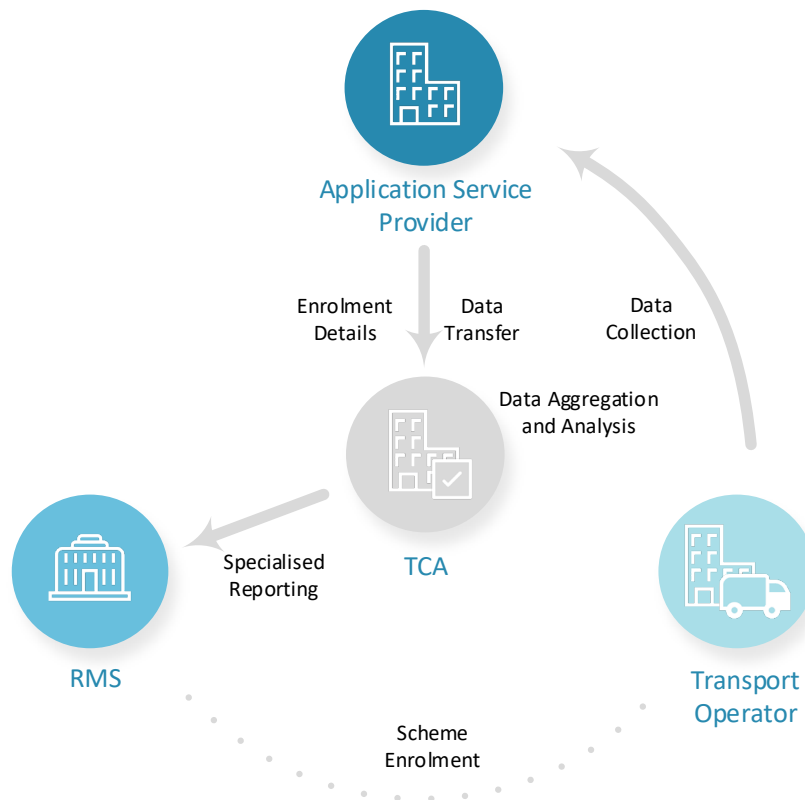 Application Service
Provider
Enrolment
Details
Data
Transfer
Data
Collection
Data Aggregation
and Analysis
TCA
Specialised
Reporting
RMS
Transport
Operator
Scheme
Enrolment